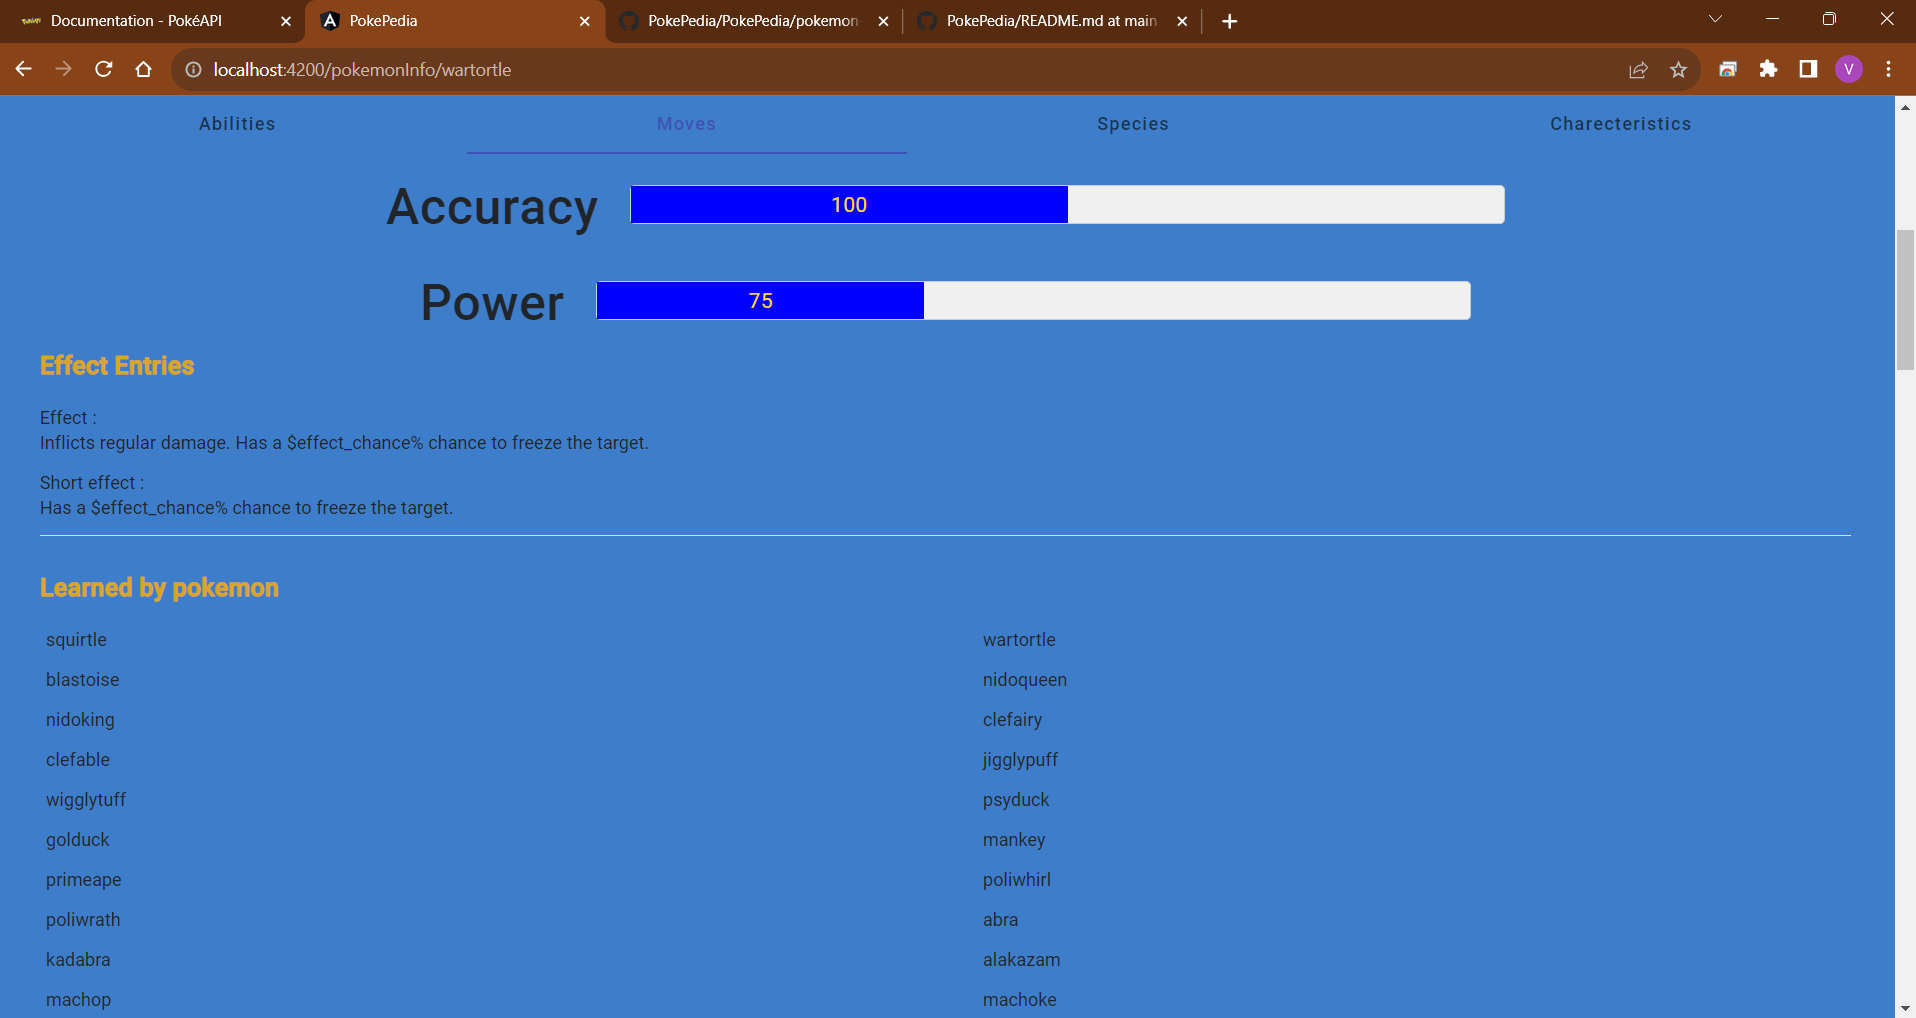 Documentation - PokéAPI
PokePedia
PokePedia/PokePedia/pokemon-
PokePedia/README.md at main
localhost:4200/pokemonInfo/wartortle
V
Abilities
Moves
Species
Charecteristics
Accuracy
100
Power
75
Effect Entries
Effect :
Inflicts regular damage. Has a $effect_chance% chance to freeze the target.
Short effect :
Has a $effect_chance% chance to freeze the target.
Learned by pokemon
squirtle
wartortle
blastoise
nidoqueen
nidoking
clefairy
clefable
jigglypuff
wigglytuff
psyduck
golduck
mankey
primeape
poliwhirl
poliwrath
abra
kadabra
alakazam
machop
machoke